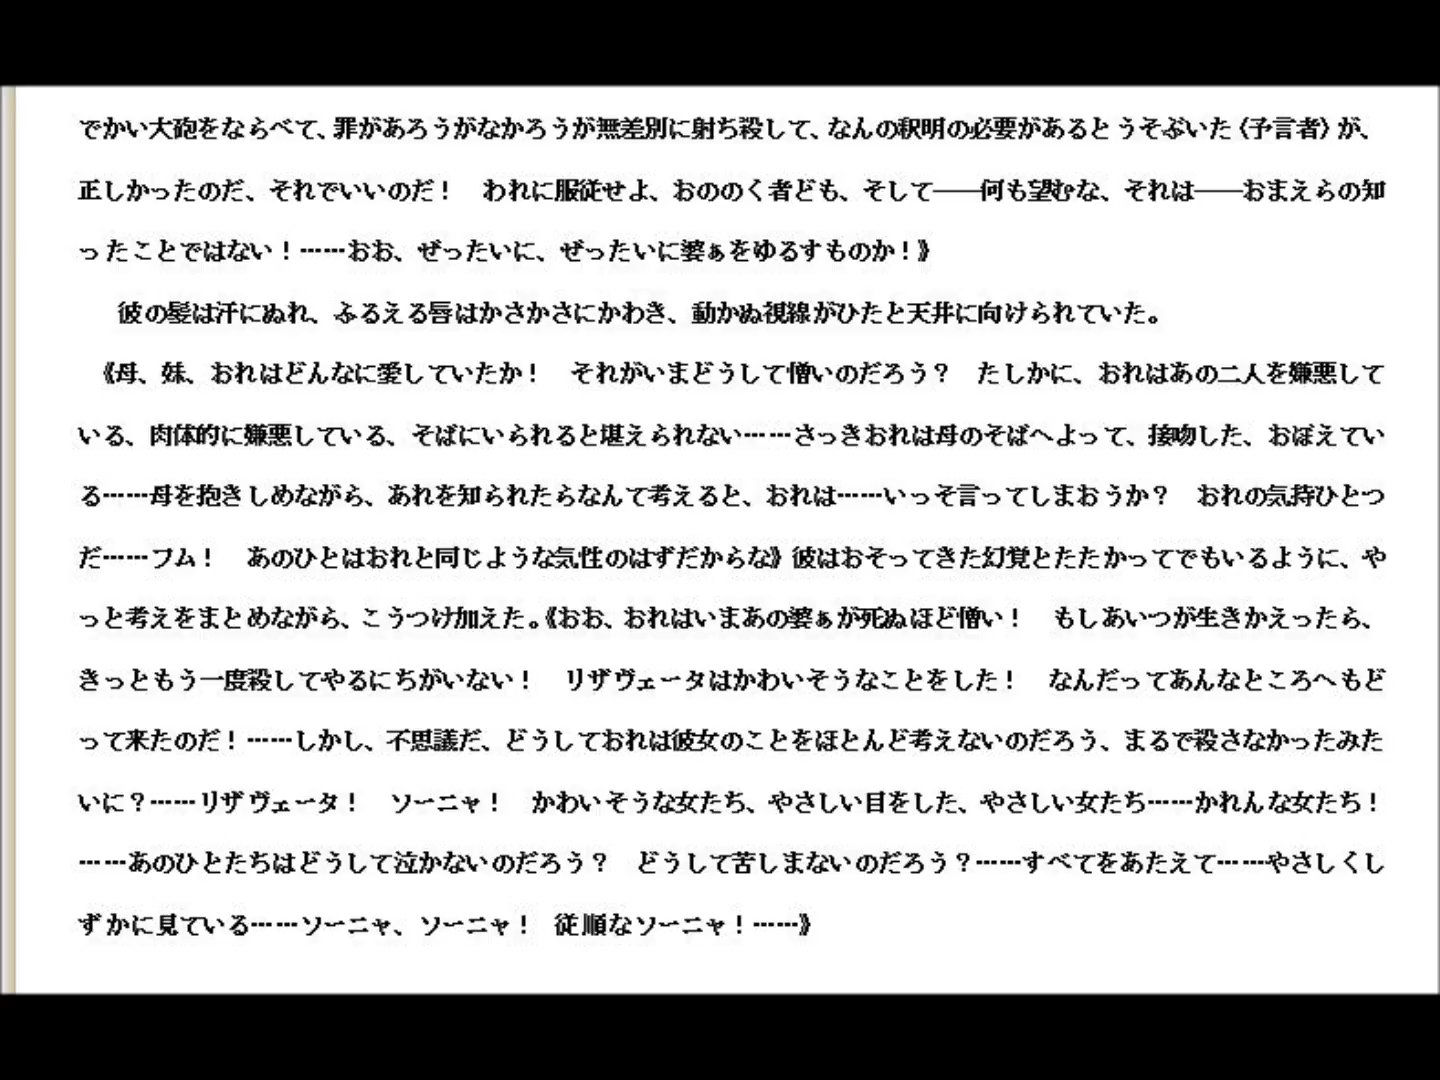 でかい大砲をならべて、罪があろうがなかろうが無差別に射ち殺して、なんの釈明の必要があるとうそぶいた〈予言者〉が、
正しかったのだ、それでいいのだ！　われに服従せよ、おののく者ども、そして――何も望むな、それは――おまえらの知
ったことではない！……おお、ぜったいに、ぜったいに婆ぁをゆるすものか！》
　彼の髪は汗にぬれ、ふるえる唇はかさかさにかわき、動かぬ視線がひたと天井に向けられていた。
《母、妹、おれはどんなに愛していたか！　それがいまどうして憎いのだろう？　たしかに、おれはあの二人を嫌悪して
いる、肉体的に嫌悪している、そばにいられると堪えられない……さっきおれは母のそばへよって、接吻した、おぼえてい
る……母を抱きしめながら、あれを知られたらなんて考えると、おれは……いっそ言ってしまおうか？　おれの気持ひとつ
だ……フム！　あのひとはおれと同じような気性のはずだからな》彼はおそってきた幻覚とたたかってでもいるように、や
っと考えをまとめながら、こうつけ加えた。《おお、おれはいまあの婆ぁが死ぬほど憎い！　もしあいつが生きかえったら、
きっともう一度殺してやるにちがいない！　リザヴェータはかわいそうなことをした！　なんだってあんなところへもど
って来たのだ！……しかし、不思議だ、どうしておれは彼女のことをほとんど考えないのだろう、まるで殺さなかったみた
いに？……リザヴェータ！　ソーニャ！　かわいそうな女たち、やさしい目をした、やさしい女たち……かれんな女たち！
……あのひとたちはどうして泣かないのだろう？　どうして苦しまないのだろう？……すべてをあたえて……やさしくし
ずかに見ている……ソーニャ、ソーニャ！　従順なソーニャ！……》